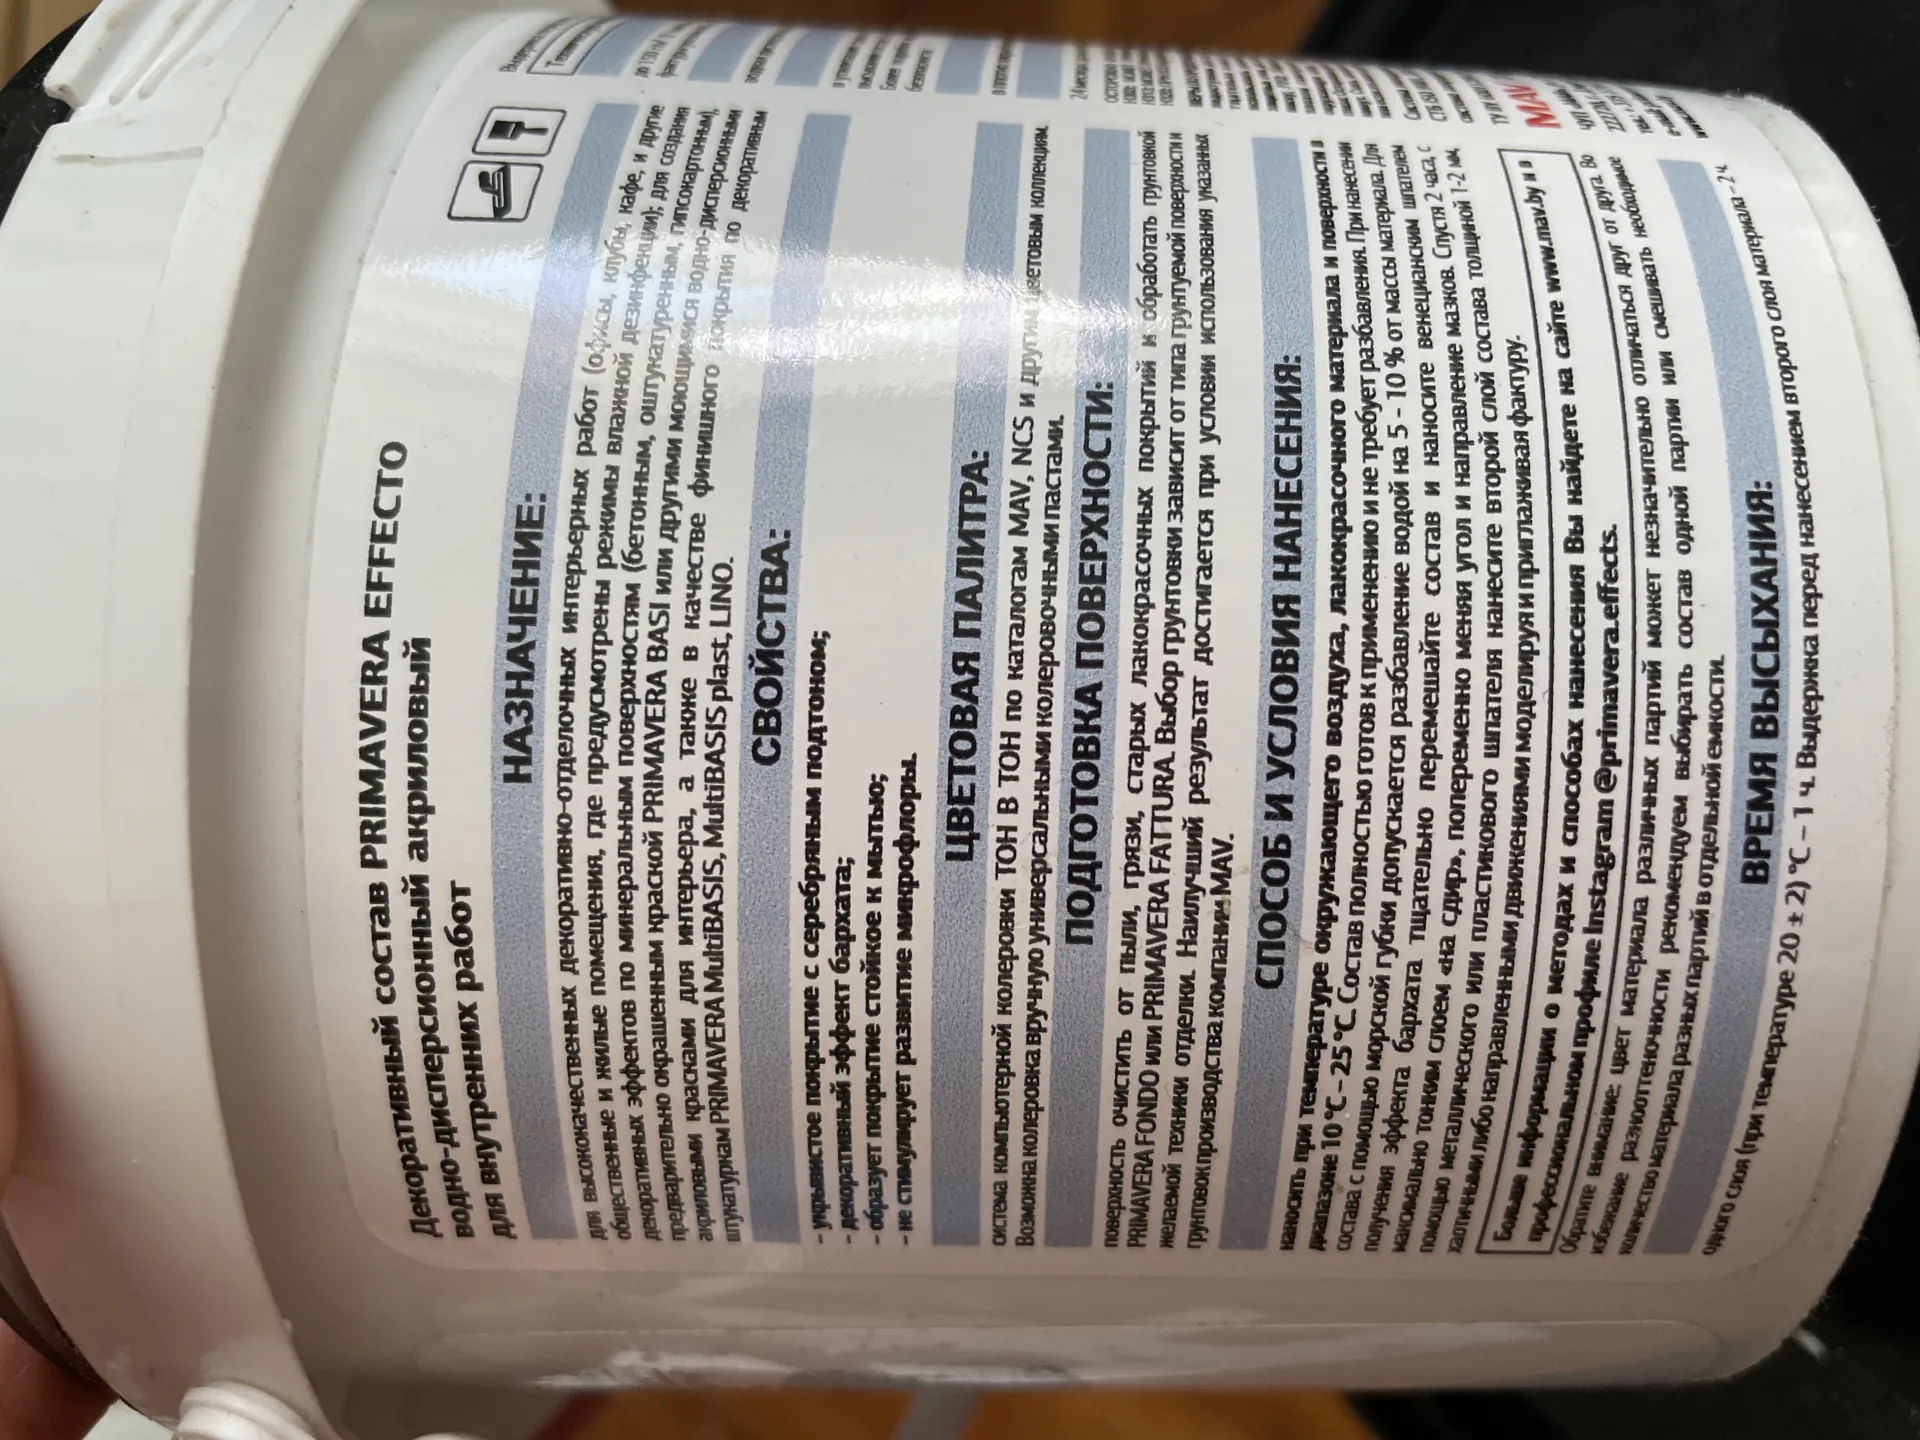 Декоративный состав PRIMAVERA EFFECTO
водно-дисперсионный акриловый
для внутренних работ
НАЗНАЧЕНИЕ:
для высококачественных декоративно-отделочных интерьерных работ (офисы, клубы, кафе, и другие
общественные и жилые помещения, где предусмотрены режимы влажной дезинфекции); для создания
декоративных эффектов по минеральным поверхностям (бетонным, оштукатуренным, гипсокартонным),
предварительно окрашенным краской PRIMAVERA BASI или другими моющимися водно-дисперсионными
акриловыми красками для интерьера, а также в качестве финишного покрытия по декоративным
штукатуркам PRIMAVERA MultiBASIS, MultiBASIS plast, LINO.
СВОЙСТВА:
- укрывистое покрытие с серебряным подтоном;
- декоративный эффект бархата;
- образует покрытие стойкое к мытью;
- не стимулирует развитие микрофлоры.
ЦВЕТОВАЯ ПАЛИТРА:
система компьютерной колеровки ТОН В ТОН по каталогам MAV, NCS и другим цветовым коллекциям.
Возможна колеровка вручную универсальными колеровочными пастами.
ПОДГОТОВКА ПОВЕРХНОСТИ:
поверхность очистить от пыли, грязи, старых лакокрасочных покрытий и обработать грунтовкой
PRIMAVERA FONDO или PRIMAVERA FATTURA. Выбор грунтовки зависит от типа грунтуемой поверхности и
желаемой техники отделки. Наилучший результат достигается при условии использования указанных
грунтовок производства компании MAV.
СПОСОБ И УСЛОВИЯ НАНЕСЕНИЯ:
наносить при температуре окружающего воздуха, лакокрасочного материала и поверхности в
диапазоне 10 °С – 25 °С. Состав полностью готов к применению и не требует разбавления. При нанесении
состава с помощью морской губки допускается разбавление водой на 5 - 10 % от массы материала. Для
получения эффекта бархата тщательно перемешайте состав и наносите венецианским шпателем
максимально тонким слоем «на сдир», попеременно меняя угол и направление мазков. Спустя 2 часа, с
помощью металлического или пластикового шпателя нанесите второй слой состава толщиной 1-2 мм,
хаотичными либо направленными движениями моделируя и приглаживая фактуру.
Больше информации о методах и способах нанесения Вы найдете на сайте www.mav.by и в
профессиональном профиле Instagram @primavera.effects.
Обратите внимание: цвет материала различных партий может незначительно отличаться друг от друга. Во
избежание разнооттеночности рекомендуем выбирать состав одной партии или смешивать необходимое
количество материала разных партий в отдельной емкости.
ВРЕМЯ ВЫСЫХАНИЯ:
одного слоя (при температуре 20 ± 2) °С – 1 ч. Выдержка перед нанесением второго слоя материала – 2 ч
MAV